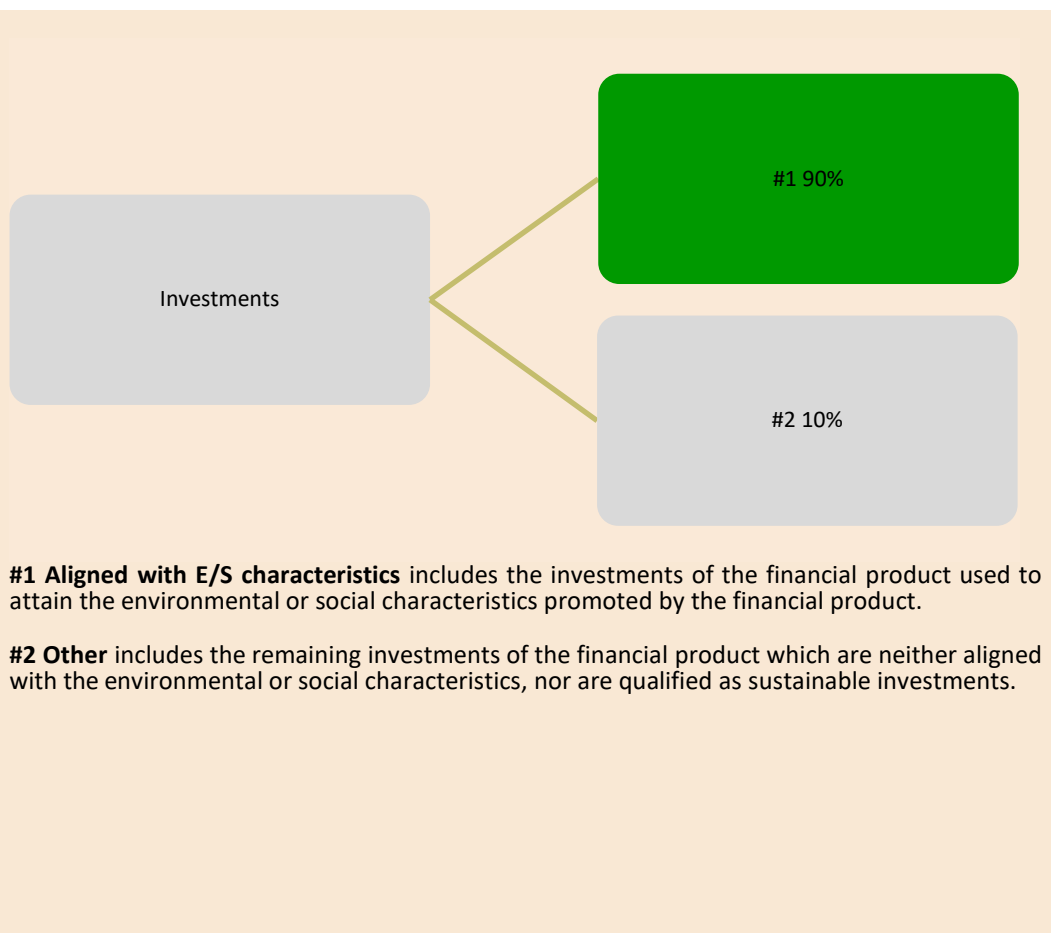 #1 90%
Investments
#2 10%
#1 Aligned with E/S characteristics includes the investments of the financial product used to
attain the environmental or social characteristics promoted by the financial product.
#2 Other includes the remaining investments of the financial product which are neither aligned
with the environmental or social characteristics, nor are qualified as sustainable investments.